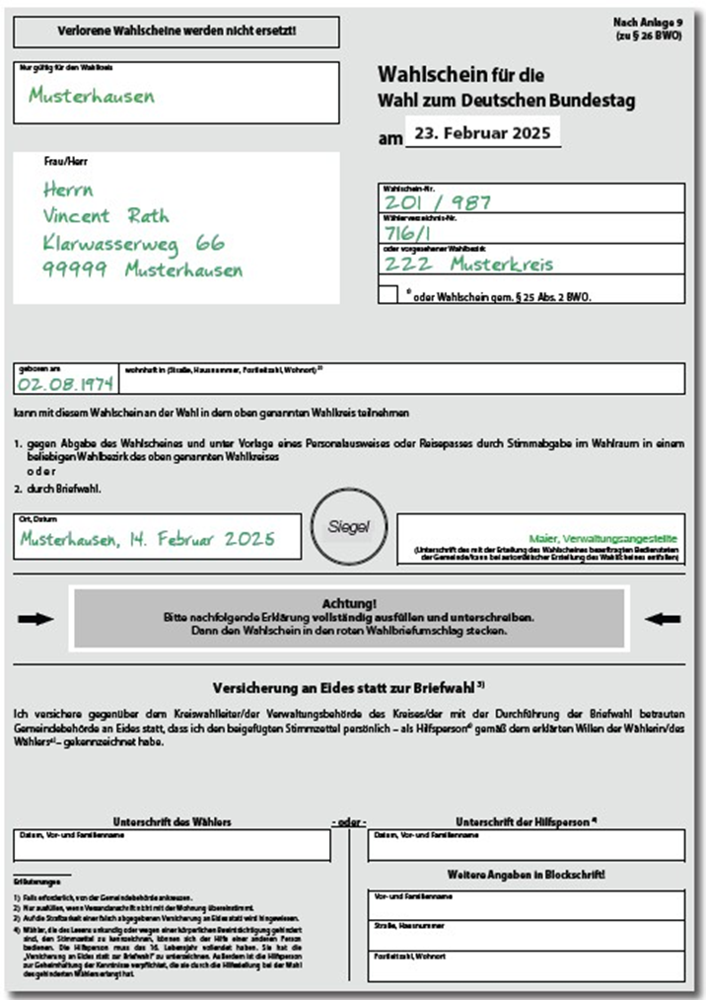 Verlorene Wahlscheine werden nicht ersetzt!
Nach Anlage 9
(zu § 26 BWO)
Nur gültig für den Wahlkreis
Musterhausen
Wahlschein für die
Wahl zum Deutschen Bundestag
am 23. Februar 2025
Frau/Herr
Herrn
Vincent Rath
Klarwasserweg 66
99999 Musterhausen
Wahlschein-Nr.
201 / 987
Wählerverzeichnis-Nr.
716/1
oder vorgesehener Wahlbezirk
222 Musterkreis
1) oder Wahlschein gem. § 25 Abs. 2 BWO.
geboren am
02.08.1974
wohnhaft in (Straße, Hausnummer, Postleitzahl, Wohnort) 2)
kann mit diesem Wahlschein an der Wahl in dem oben genannten Wahlkreis teilnehmen
1. gegen Abgabe des Wahlscheines und unter Vorlage eines Personalausweises oder Reisepasses durch Stimmabgabe im Wahlraum in einem
beliebigen Wahlbezirk des oben genannten Wahlkreises
oder
2. durch Briefwahl.
Ort, Datum
Musterhausen, 14. Februar 2025
Siegel
Maier, Verwaltungsangestellte
(Unterschrift des mit der Erteilung des Wahlscheines beauftragten Bediensteten
der Gemeinde/kann bei automatischer Erstellung des Wahlscheines entfallen)
Achtung!
Bitte nachfolgende Erklärung vollständig ausfüllen und unterschreiben.
Dann den Wahlschein in den roten Wahlbriefumschlag stecken.
Versicherung an Eides statt zur Briefwahl 3)
Ich versichere gegenüber dem Kreiswahlleiter/der Verwaltungsbehörde des Kreises/der mit der Durchführung der Briefwahl betrauten
Gemeindebehörde an Eides statt, dass ich den beigefügten Stimmzettel persönlich – als Hilfsperson4) gemäß dem erklärten Willen der Wählerin/des
Wählers4) – gekennzeichnet habe.
Unterschrift des Wählers
- oder -
Unterschrift der Hilfsperson 4)
Datum, Vor- und Familienname
Datum, Vor- und Familienname
Weitere Angaben in Blockschrift!
Vor- und Familienname
Straße, Hausnummer
Postleitzahl, Wohnort
Erläuterungen
1) Falls erforderlich, von der Gemeindebehörde ankreuzen.
2) Nur ausfüllen, wenn Versandanschrift nicht mit der Wohnung übereinstimmt.
3) Auf die Strafbarkeit einer falsch abgegebenen Versicherung an Eides statt wird hingewiesen.
4) Wähler, die des Lesens unkundig oder wegen einer körperlichen Beeinträchtigung gehindert
sind, den Stimmzettel zu kennzeichnen, können sich der Hilfe einer anderen Person
bedienen. Die Hilfsperson muss das 16. Lebensjahr vollendet haben. Sie hat die
„Versicherung an Eides statt zur Briefwahl" zu unterzeichnen. Außerdem ist die Hilfsperson
zur Geheimhaltung der Kenntnisse verpflichtet, die sie durch die Hilfestellung bei der Wahl
des gehinderten Wählers erlangt hat.